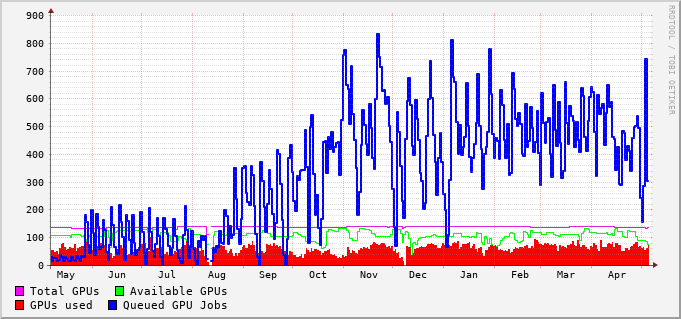 900
800
700
600
500
400
300
200
100
0
May Jun Jul Aug Sep Oct Nov Dec Jan Feb Mar Apr
Total GPUs Available GPUs
GPUs used Queued GPU Jobs
RRDTOOL / TOBI OETIKER